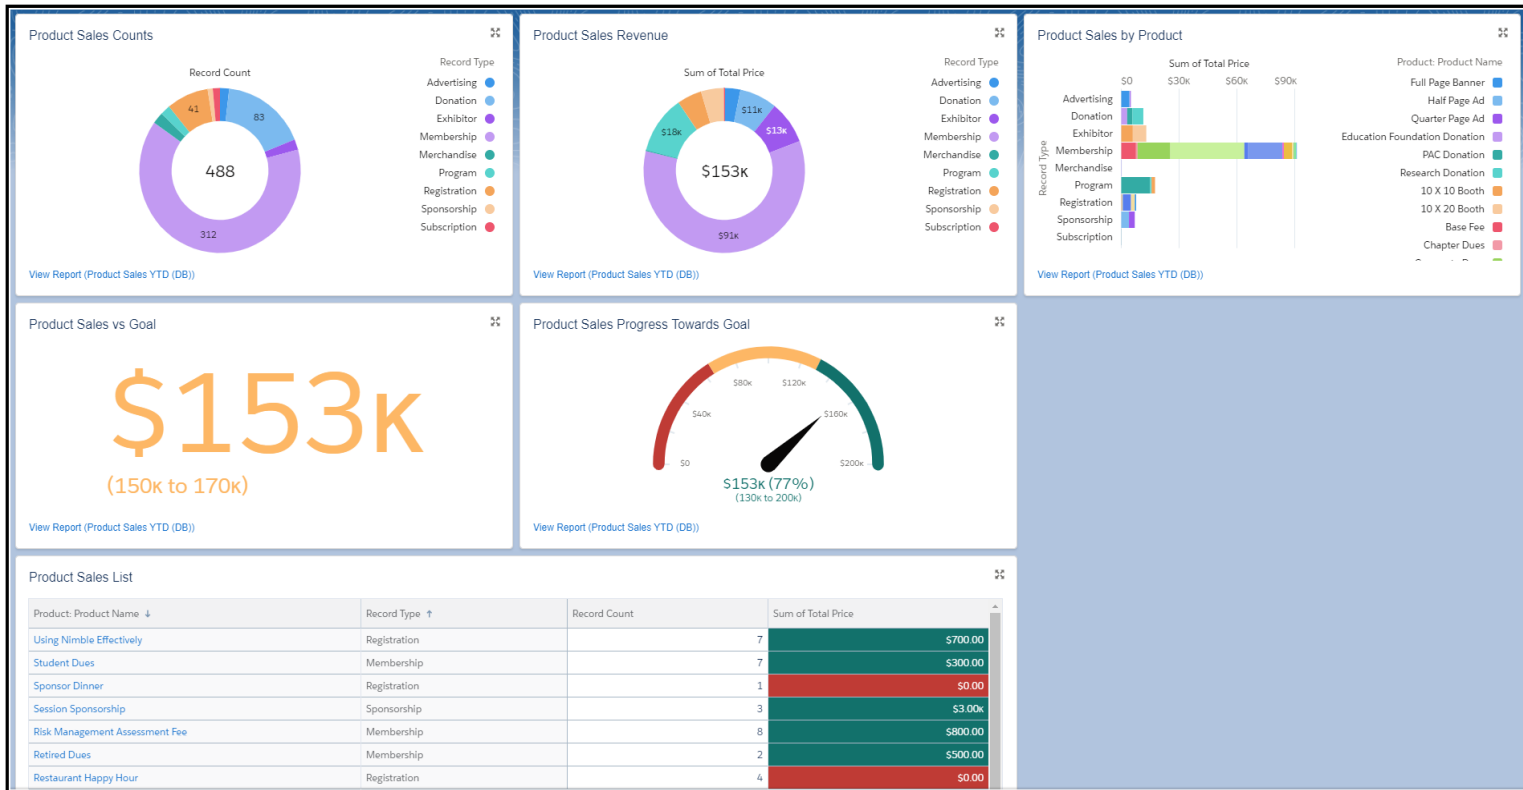 Product Sales Counts
Record Count
41
83
488
312
Record Type
Advertising
Donation
Exhibitor
Membership
Merchandise
Program
Registration
Sponsorship
Subscription
View Report (Product Sales YTD (DB))
Product Sales Revenue
Sum of Total Price
$11K
$13K
$18K
$153K
$91K
Record Type
Advertising
Donation
Exhibitor
Membership
Merchandise
Program
Registration
Sponsorship
Subscription
View Report (Product Sales YTD (DB))
Product Sales by Product
Sum of Total Price
$0 $30K $60K $90K
Record Type
Advertising
Donation
Exhibitor
Membership
Merchandise
Program
Registration
Sponsorship
Subscription
Product: Product Name
Full Page Banner
Half Page Ad
Quarter Page Ad
Education Foundation Donation
PAC Donation
Research Donation
10 X 10 Booth
10 X 20 Booth
Base Fee
Chapter Dues
View Report (Product Sales YTD (DB))
Product Sales vs Goal
$153K
(150K to 170K)
View Report (Product Sales YTD (DB))
Product Sales Progress Towards Goal
$0
$40K
$80K
$120K
$160K
$200K
$153K (77%)
(130K to 200K)
View Report (Product Sales YTD (DB))
Product Sales List
Product: Product Name ↓ Record Type ↑ Record Count Sum of Total Price
Using Nimble Effectively Registration 7 $700.00
Student Dues Membership 7 $300.00
Sponsor Dinner Registration 1 $0.00
Session Sponsorship Sponsorship 3 $3.00K
Risk Management Assessment Fee Membership 8 $800.00
Retired Dues Membership 2 $500.00
Restaurant Happy Hour Registration 4 $0.00